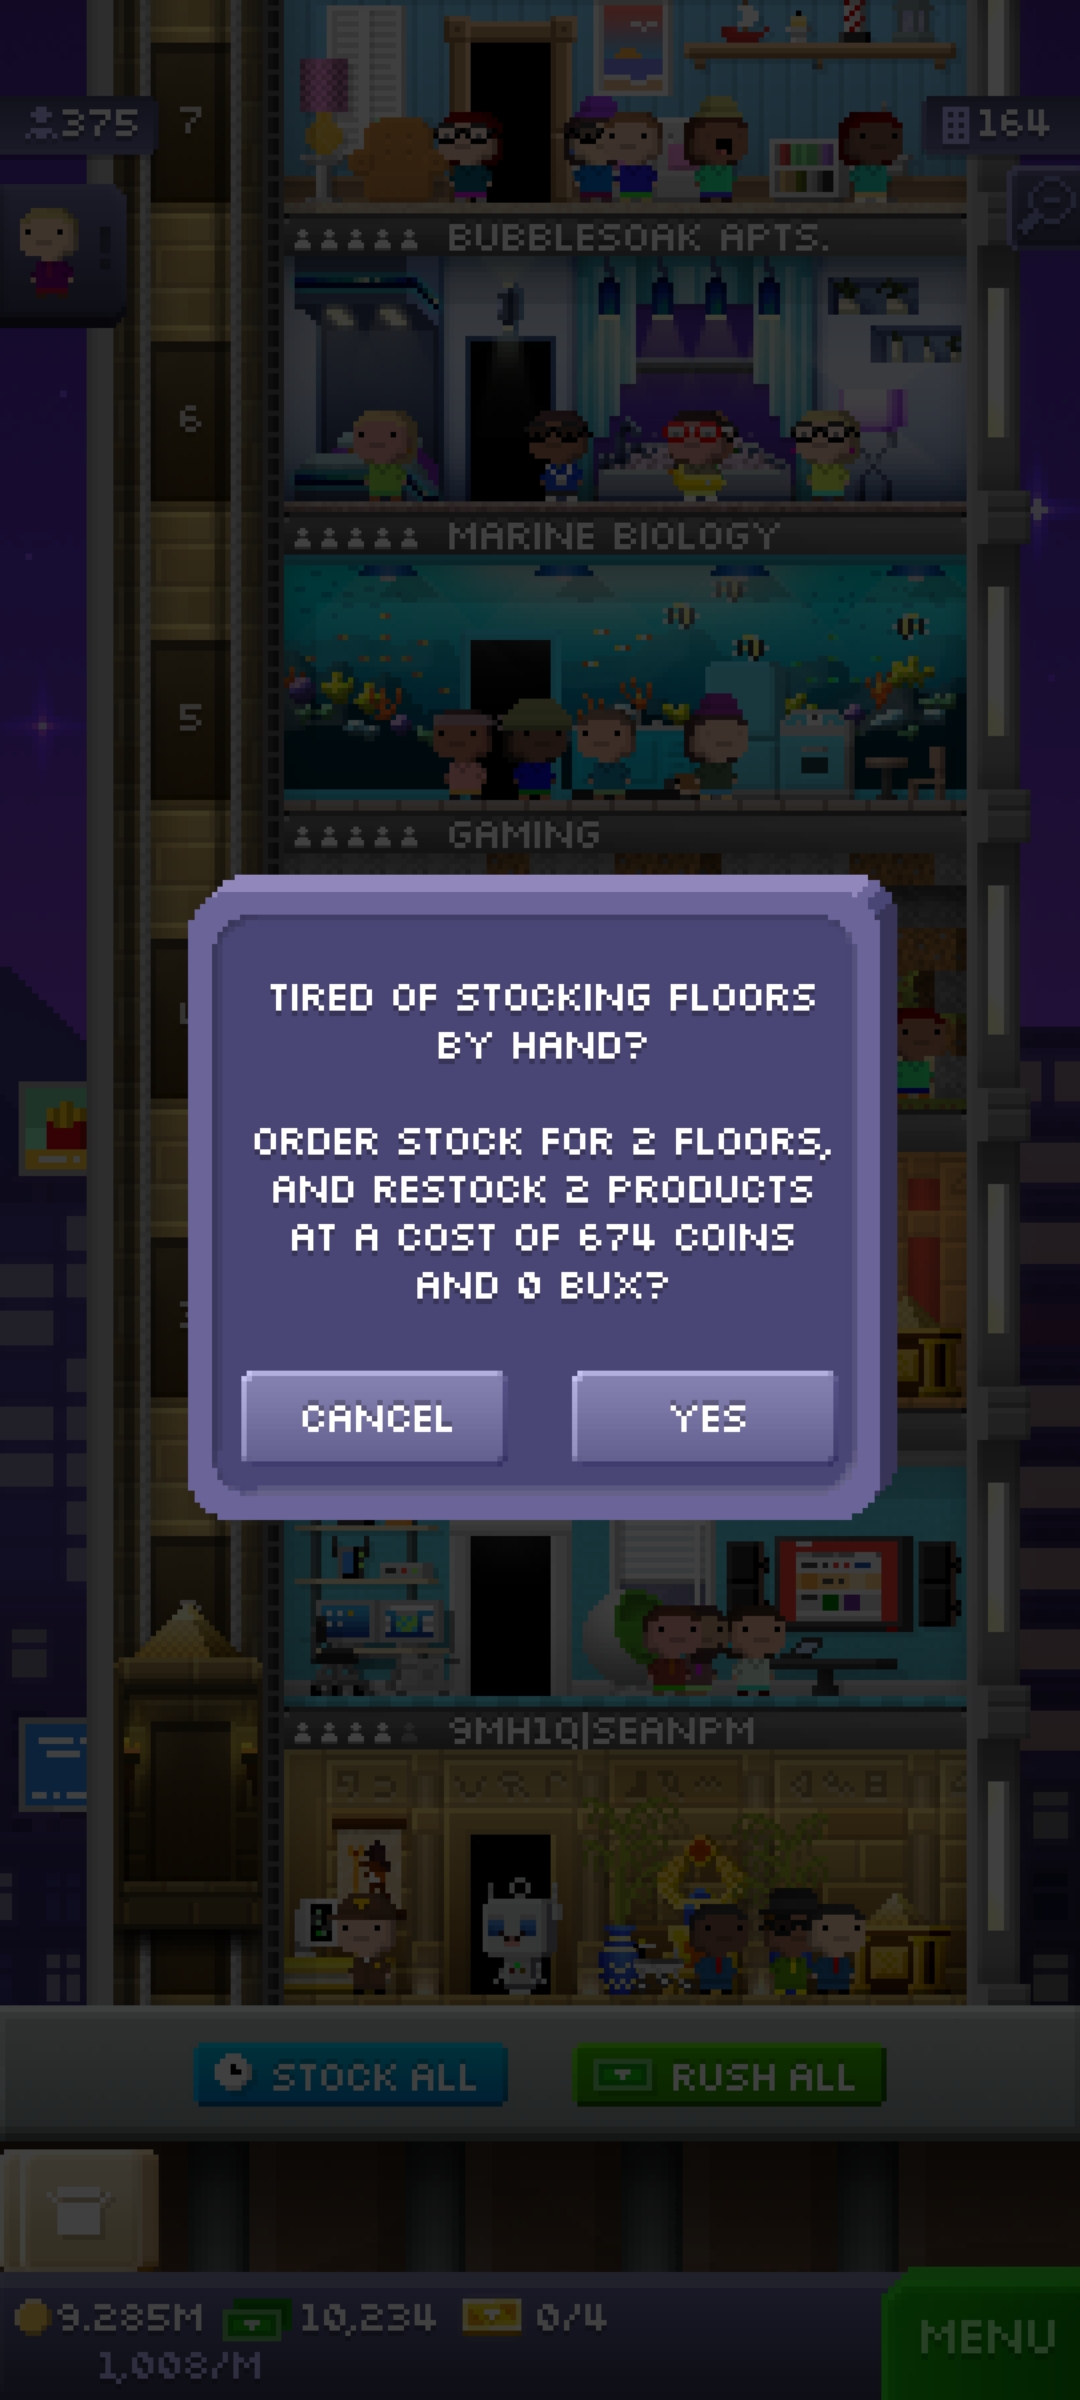 375
7
164
BUBBLESOAK APTS.
6
MARINE BIOLOGY
5
GAMING
TIRED OF STOCKING FLOORS
BY HAND?
ORDER STOCK FOR 2 FLOORS,
AND RESTOCK 2 PRODUCTS
AT A COST OF 674 COINS
AND 0 BUX?
CANCEL
YES
9MH1Q|SEANPM
STOCK ALL
RUSH ALL
9.285M
10,234
0/4
1,008/M
MENU